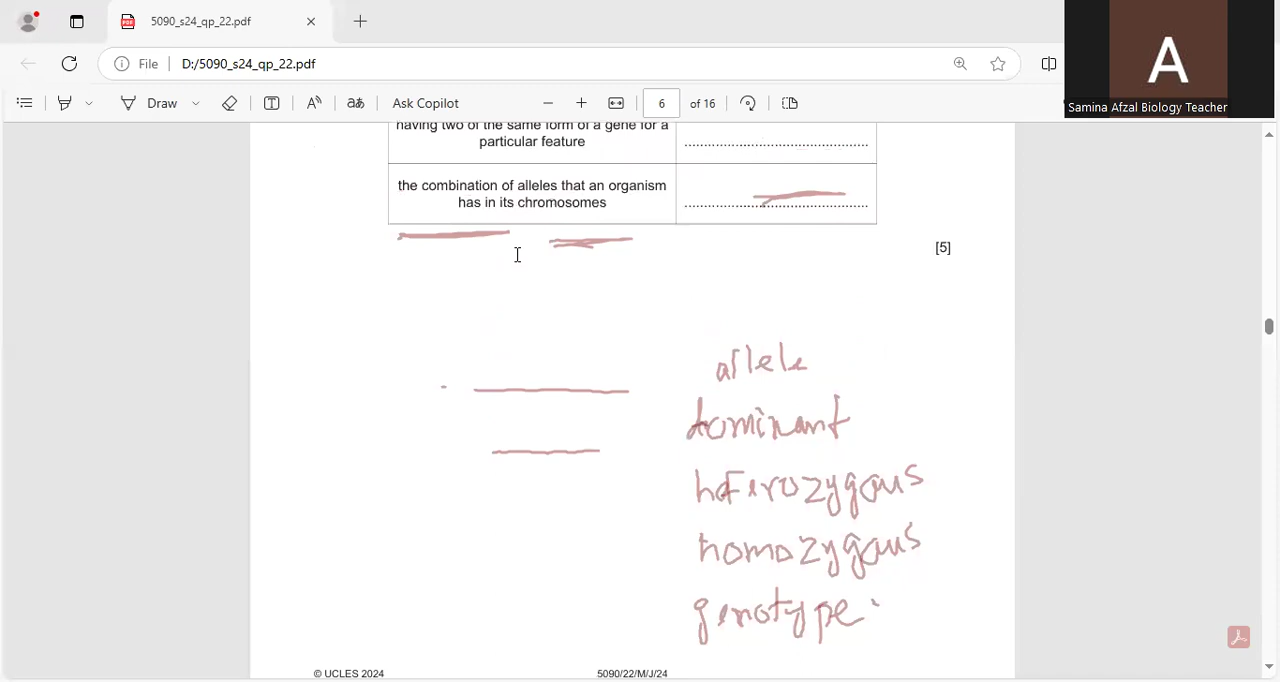 5090_s24_qp_22.pdf
File D:/5090_s24_qp_22.pdf
A
Samina Afzal Biology Teacher
Draw Ask Copilot 6 of 16
having two of the same form of a gene for a
particular feature
the combination of alleles that an organism
has in its chromosomes
[5]
allele
dominant
heterozygous
homozygous
genotype
© UCLES 2024 5090/22/M/J/24